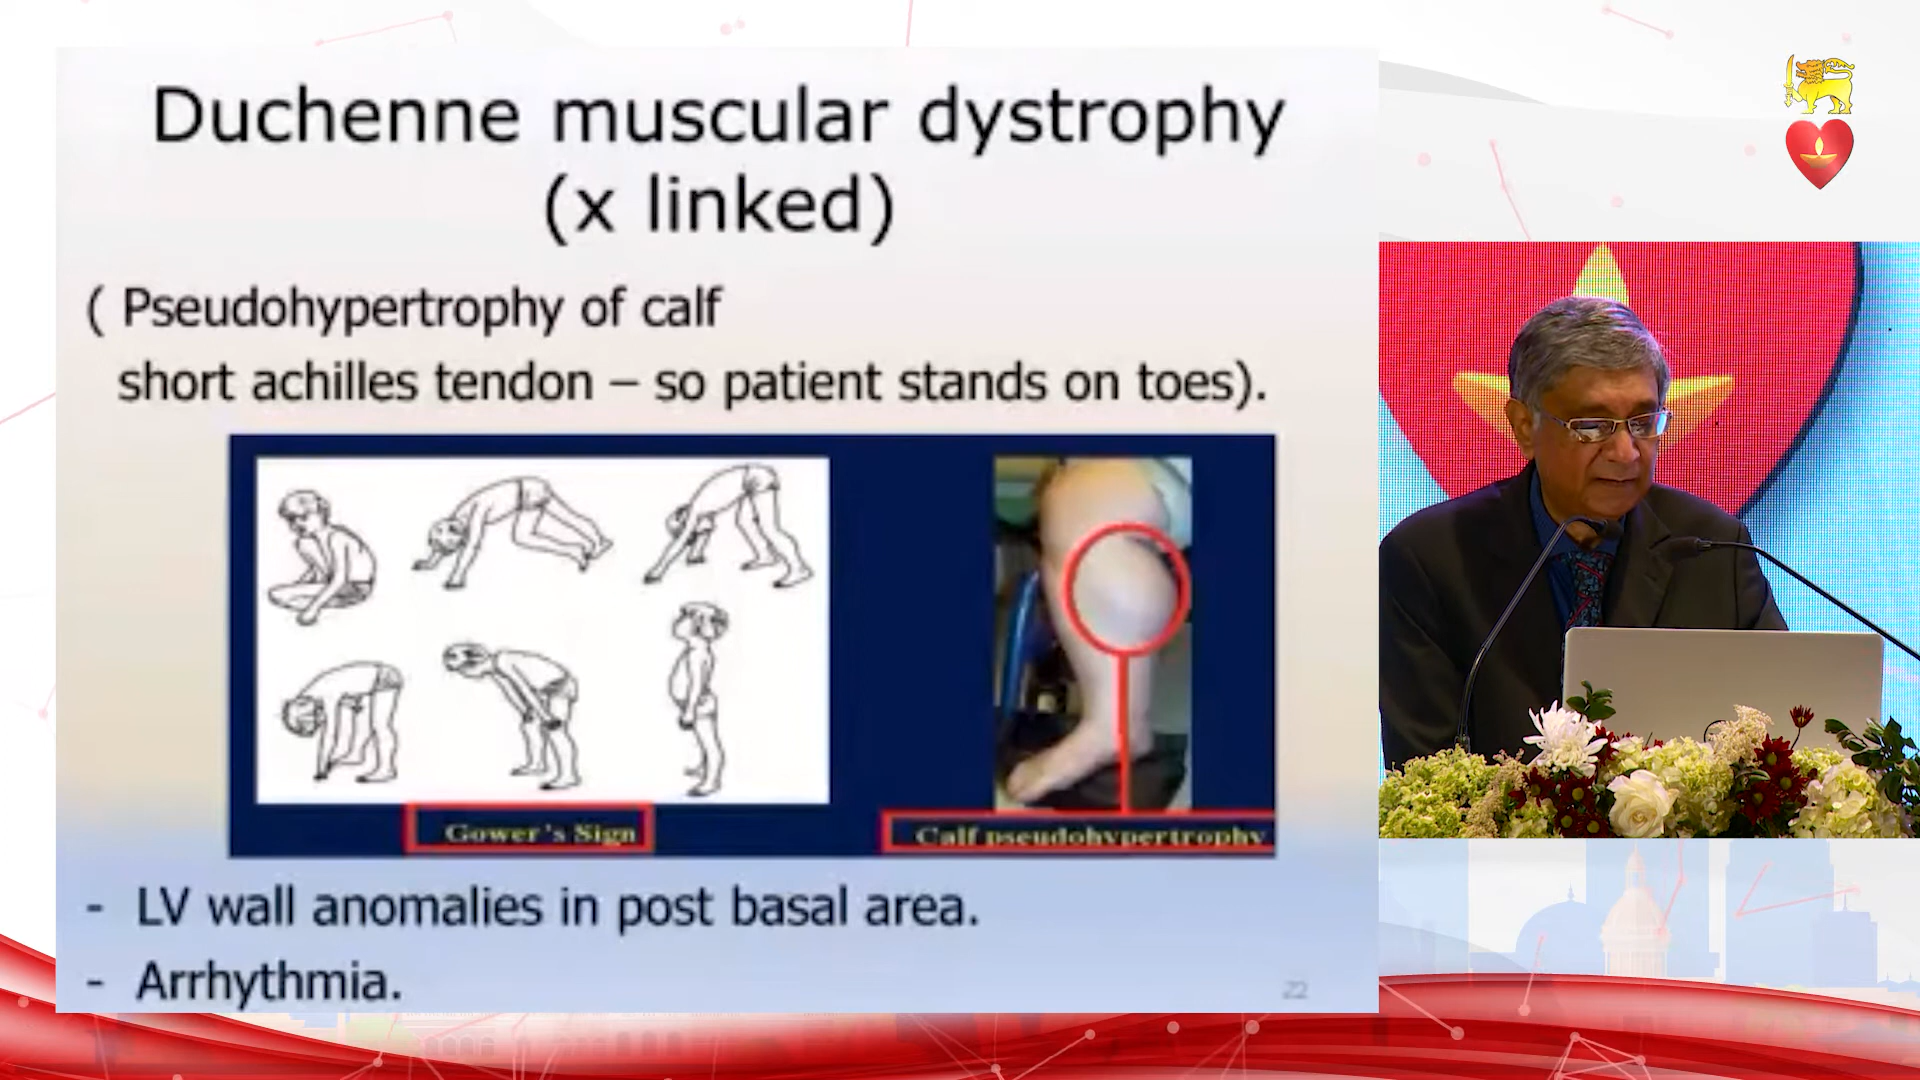 Duchenne muscular dystrophy
(x linked)
( Pseudohypertrophy of calf
short achilles tendon – so patient stands on toes).
Gower's Sign
Calf pseudohypertrophy
- LV wall anomalies in post basal area.
- Arrhythmia.
22